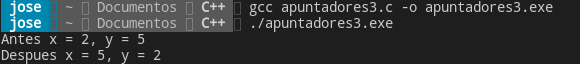 jose ~ Documentos C++ gcc apuntadores3.c -o apuntadores3.exe
jose ~ Documentos C++ ./apuntadores3.exe
Antes x = 2, y = 5
Despues x = 5, y = 2